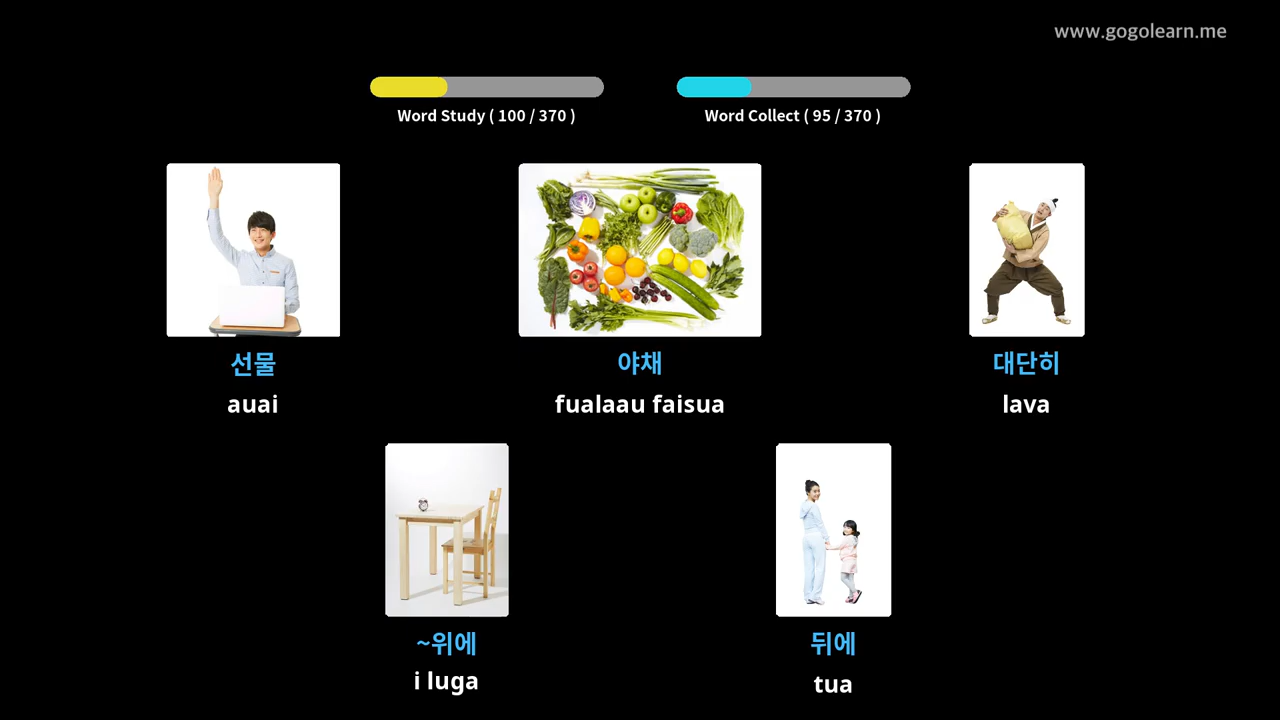 www.gogolearn.me
Word Study ( 100 / 370 )
Word Collect ( 95 / 370 )
선물
auai
야채
fualaau faisua
대단히
lava
~위에
i luga
뒤에
tua